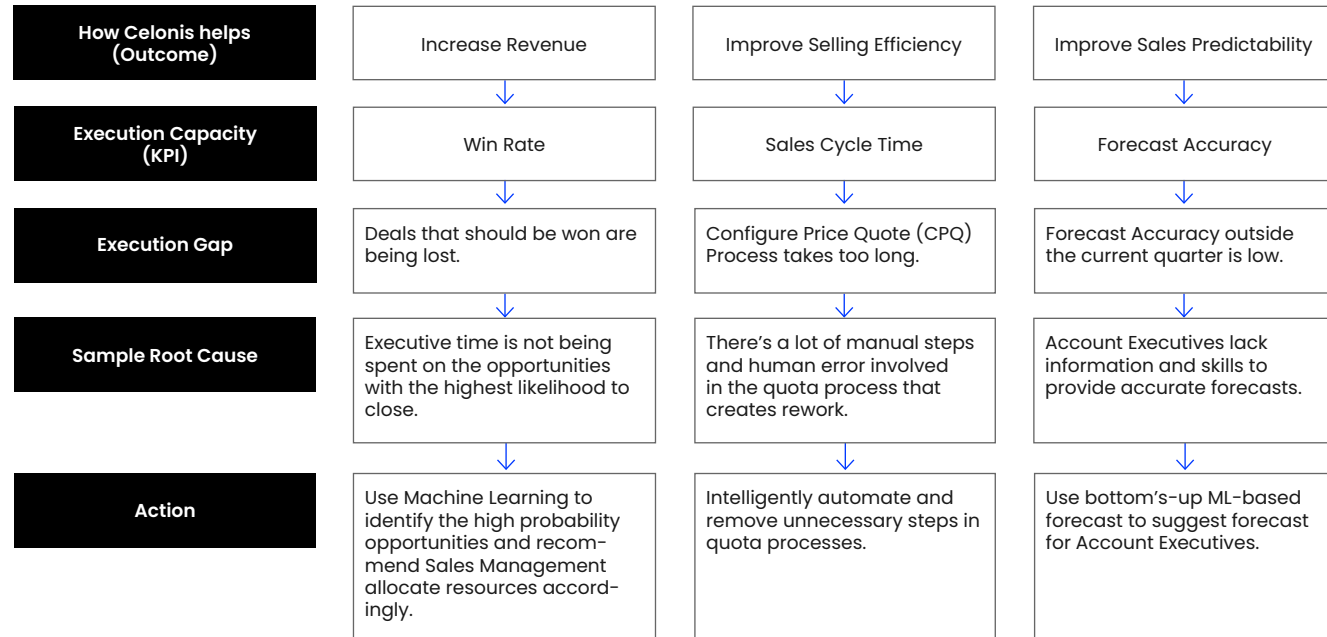 How Celonis helps
(Outcome)
Increase Revenue
Improve Selling Efficiency
Improve Sales Predictability
Execution Capacity
(KPI)
Win Rate
Sales Cycle Time
Forecast Accuracy
Execution Gap
Deals that should be won are
being lost.
Configure Price Quote (CPQ)
Process takes too long.
Forecast Accuracy outside
the current quarter is low.
Sample Root Cause
Executive time is not being
spent on the opportunities
with the highest likelihood to
close.
There’s a lot of manual steps
and human error involved
in the quota process that
creates rework.
Account Executives lack
information and skills to
provide accurate forecasts.
Action
Use Machine Learning to
identify the high probability
opportunities and recom-
mend Sales Management
allocate resources accord-
ingly.
Intelligently automate and
remove unnecessary steps in
quota processes.
Use bottom’s-up ML-based
forecast to suggest forecast
for Account Executives.